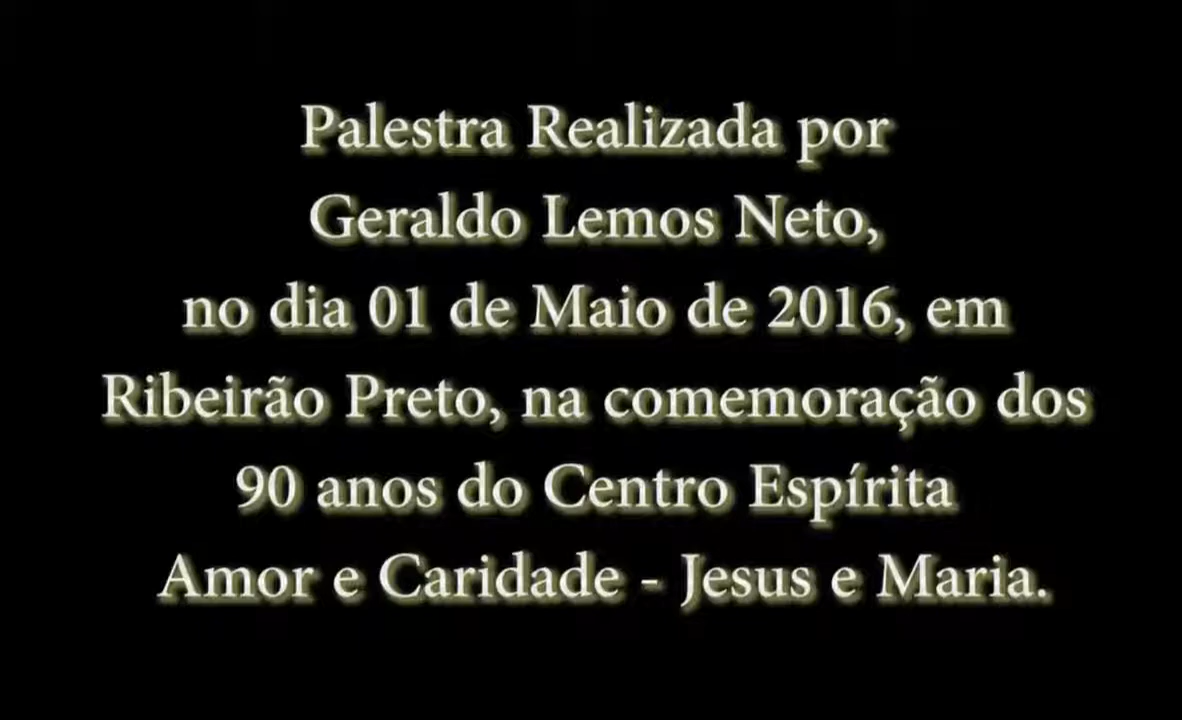 Palestra Realizada por
Geraldo Lemos Neto,
no dia 01 de Maio de 2016, em
Ribeirão Preto, na comemoração dos
90 anos do Centro Espírita
Amor e Caridade - Jesus e Maria.